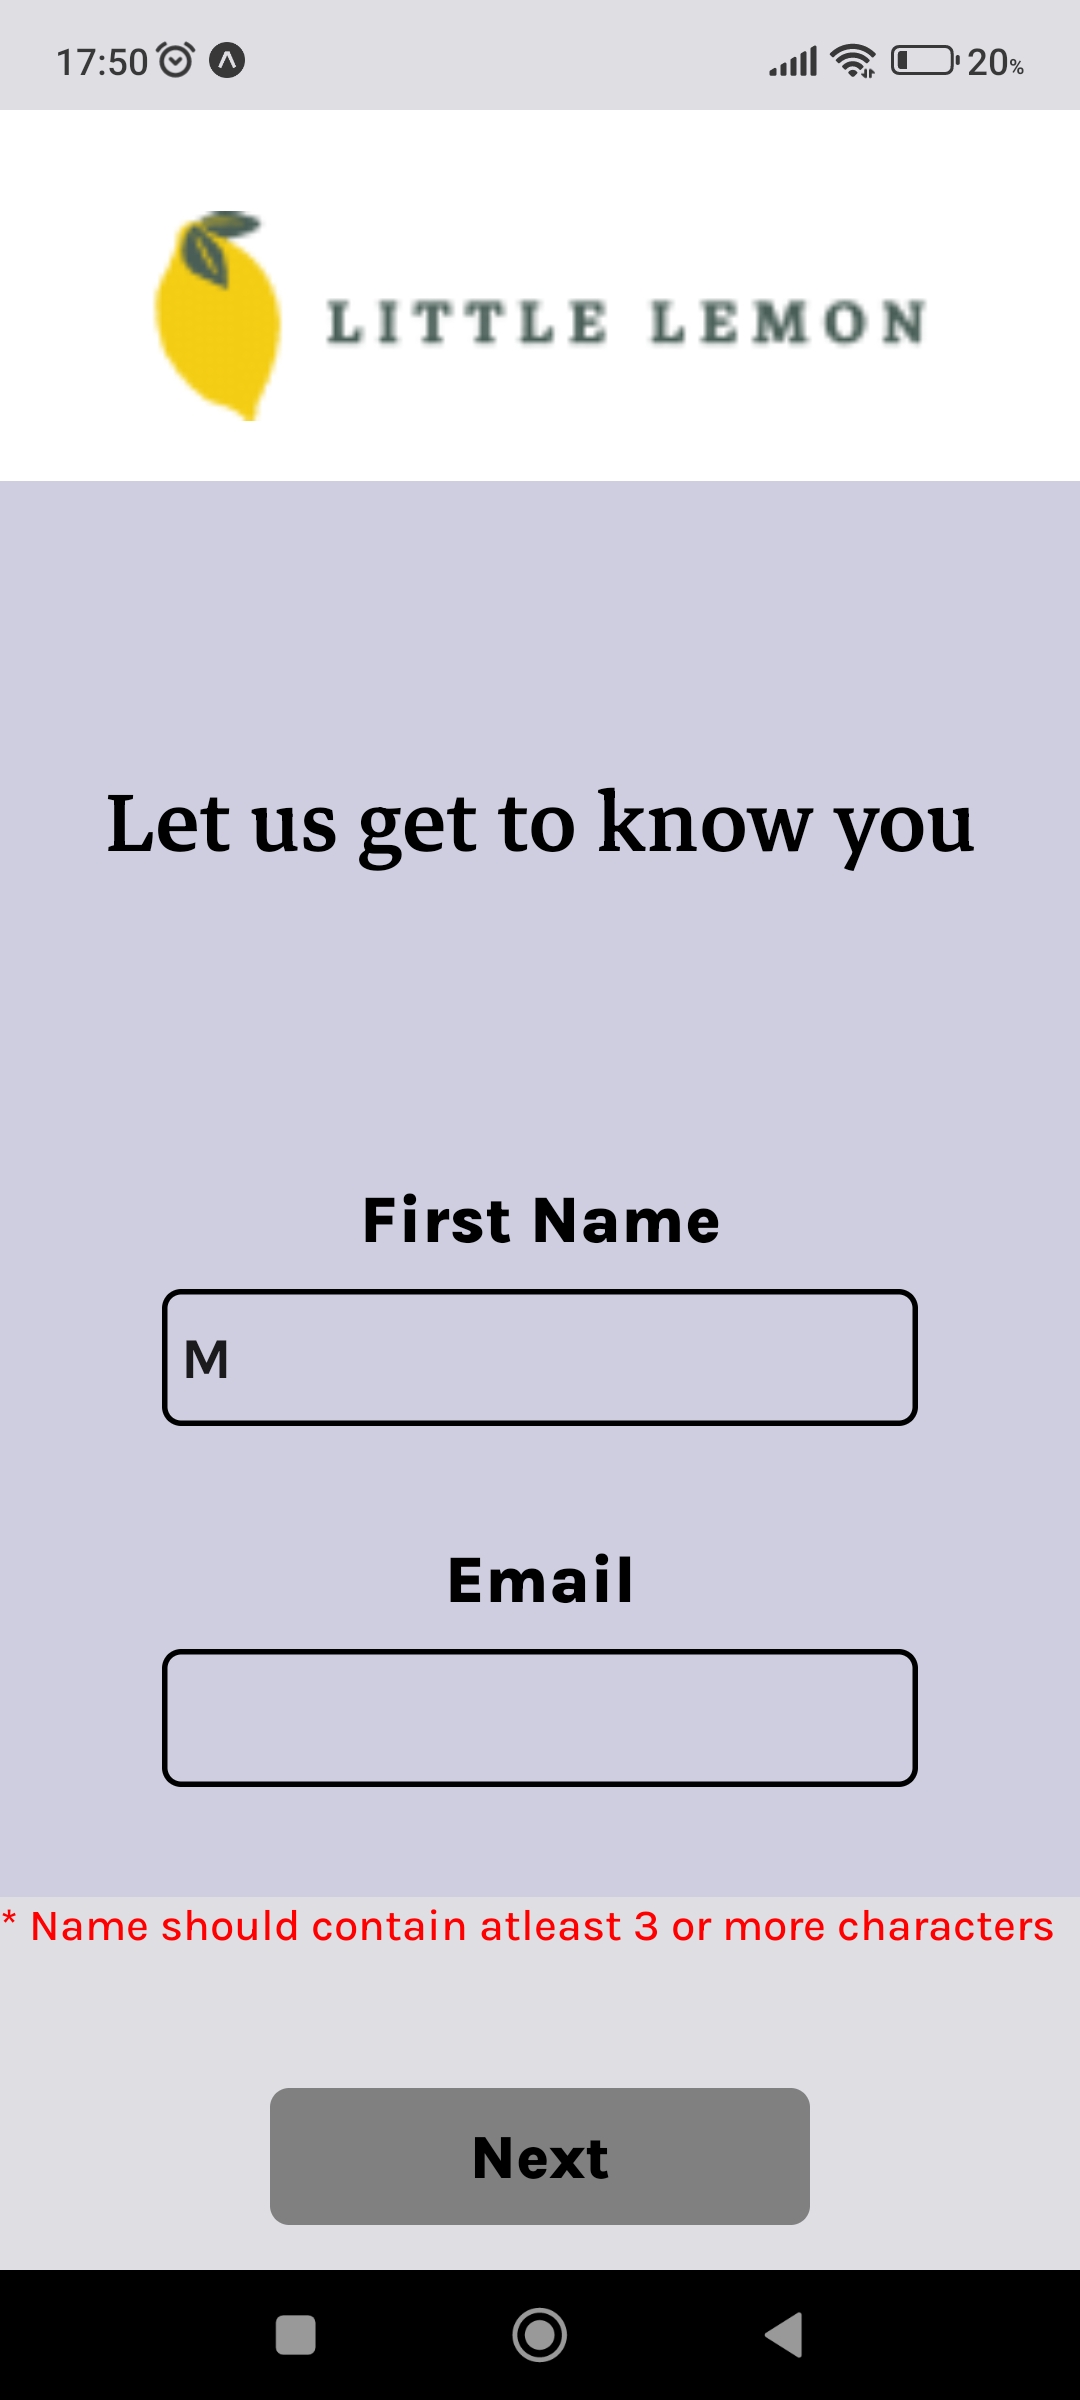 17:50
20%
LITTLE LEMON
Let us get to know you
First Name
M
Email
* Name should contain atleast 3 or more characters
Next